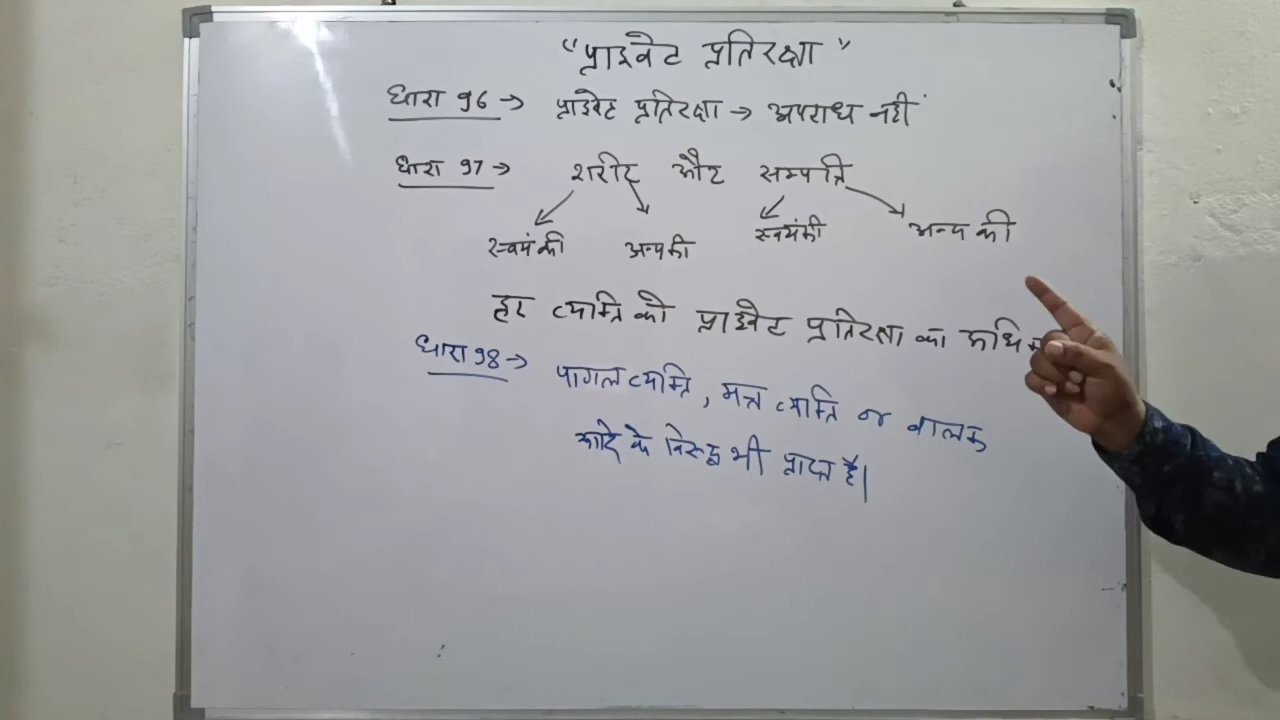 "प्राइवेट प्रतिरक्षा"
धारा 96 → प्राइवेट प्रतिरक्षा → अपराध नहीं
धारा 97 → शरीर और सम्पत्ति
स्वयं की अन्य की स्वयं की अन्य की
हर व्यक्ति को प्राइवेट प्रतिरक्षा का
धारा 98 → पागल व्यक्ति, मत्त व्यक्ति व बालक
आदि के विरुद्ध भी प्राप्त है।